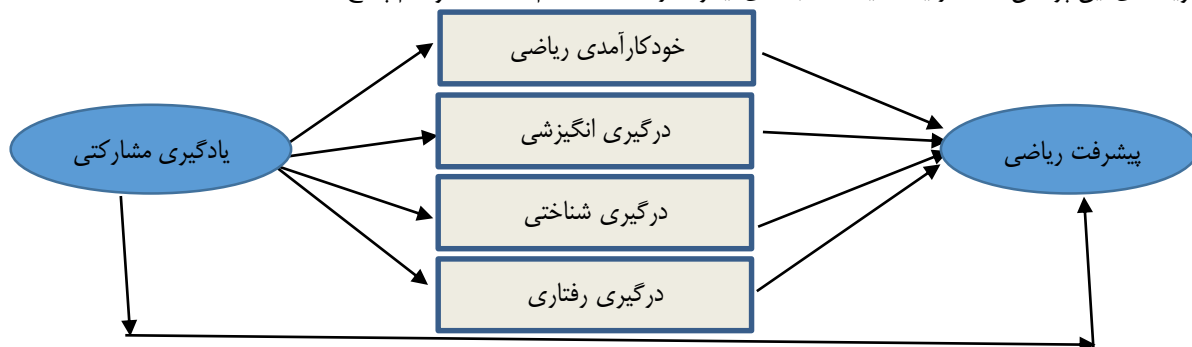 خودکارآمدی ریاضی
درگیری انگیزشی
یادگیری مشارکتی
پیشرفت ریاضی
درگیری شناختی
درگیری رفتاری